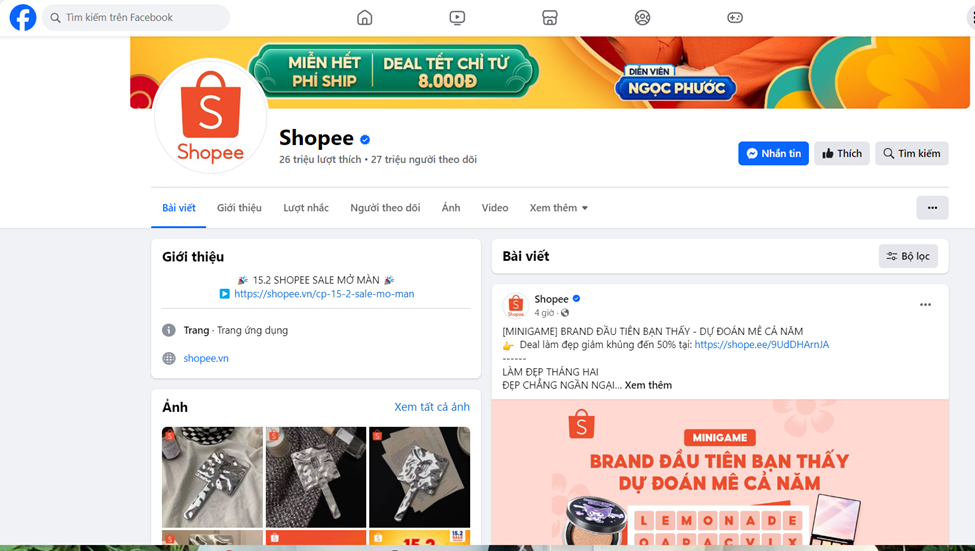 Tìm kiếm trên Facebook
MIỄN HẾT
PHÍ SHIP
DEAL TẾT CHỈ TỪ
8.000Đ
DIỄN VIÊN
NGỌC PHƯỚC
S
Shopee
Shopee
26 triệu lượt thích • 27 triệu người theo dõi
Nhắn tin
Thích
Tìm kiếm
Bài viết
Giới thiệu
Lượt nhắc
Người theo dõi
Ảnh
Video
Xem thêm
Giới thiệu
15.2 SHOPEE SALE MỞ MÀN
https://shopee.vn/cp-15-2-sale-mo-man
Trang · Trang ứng dụng
shopee.vn
Ảnh
Xem tất cả ảnh
15.2
Bài viết
Bộ lọc
Shopee
4 giờ ·
[MINIGAME] BRAND ĐẦU TIÊN BẠN THẤY - DỰ ĐOÁN MÊ CẢ NĂM
Deal làm đẹp giảm khủng đến 50% tại: https://shope.ee/9UdDHArnJA
------
LÀM ĐẸP THÁNG HAI
ĐẸP CHẲNG NGẦN NGẠI... Xem thêm
MINIGAME
BRAND ĐẦU TIÊN BẠN THẤY
DỰ ĐOÁN MÊ CẢ NĂM
L E M O N A D E